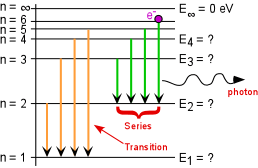 n = ∞ E∞ = 0 eV
n = 6 e-
n = 5
n = 4 E4 = ?
n = 3 E3 = ?
photon
n = 2 E2 = ?
Series
Transition
n = 1 E1 = ?